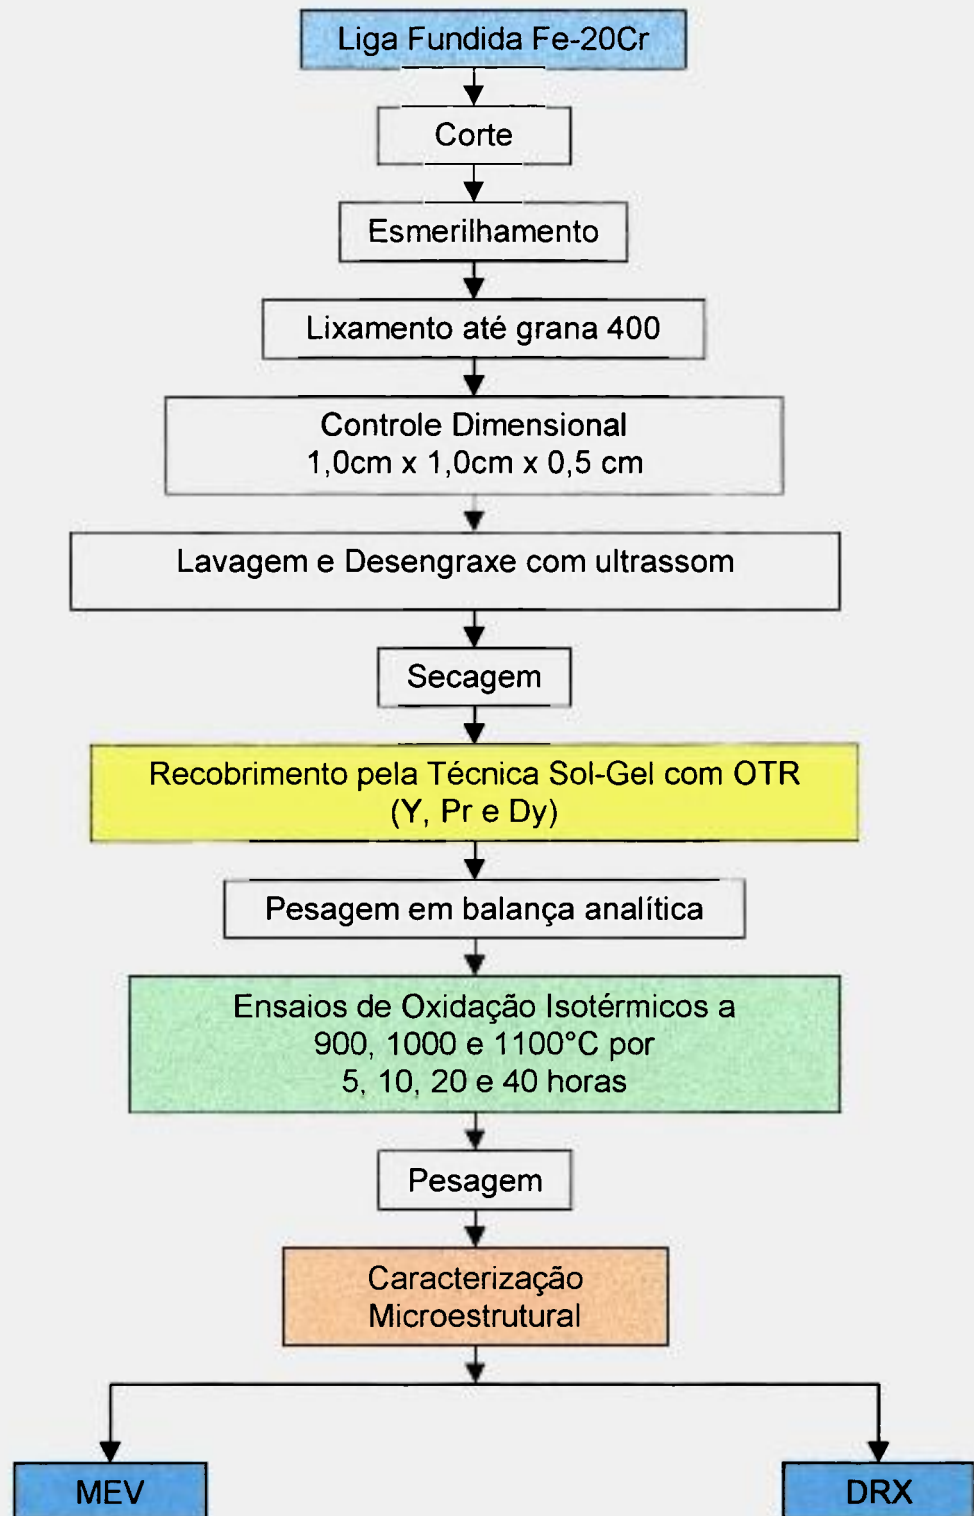 Liga Fundida Fe-20Cr
Corte
Esmerilhamento
Lixamento até grana 400
Controle Dimensional
1,0cm x 1,0cm x 0,5 cm
Lavagem e Desengraxe com ultrassom
Secagem
Recobrimento pela Técnica Sol-Gel com OTR
(Y, Pr e Dy)
Pesagem em balança analítica
Ensaios de Oxidação Isotérmicos a
900, 1000 e 1100°C por
5, 10, 20 e 40 horas
Pesagem
Caracterização
Microestrutural
MEV
DRX